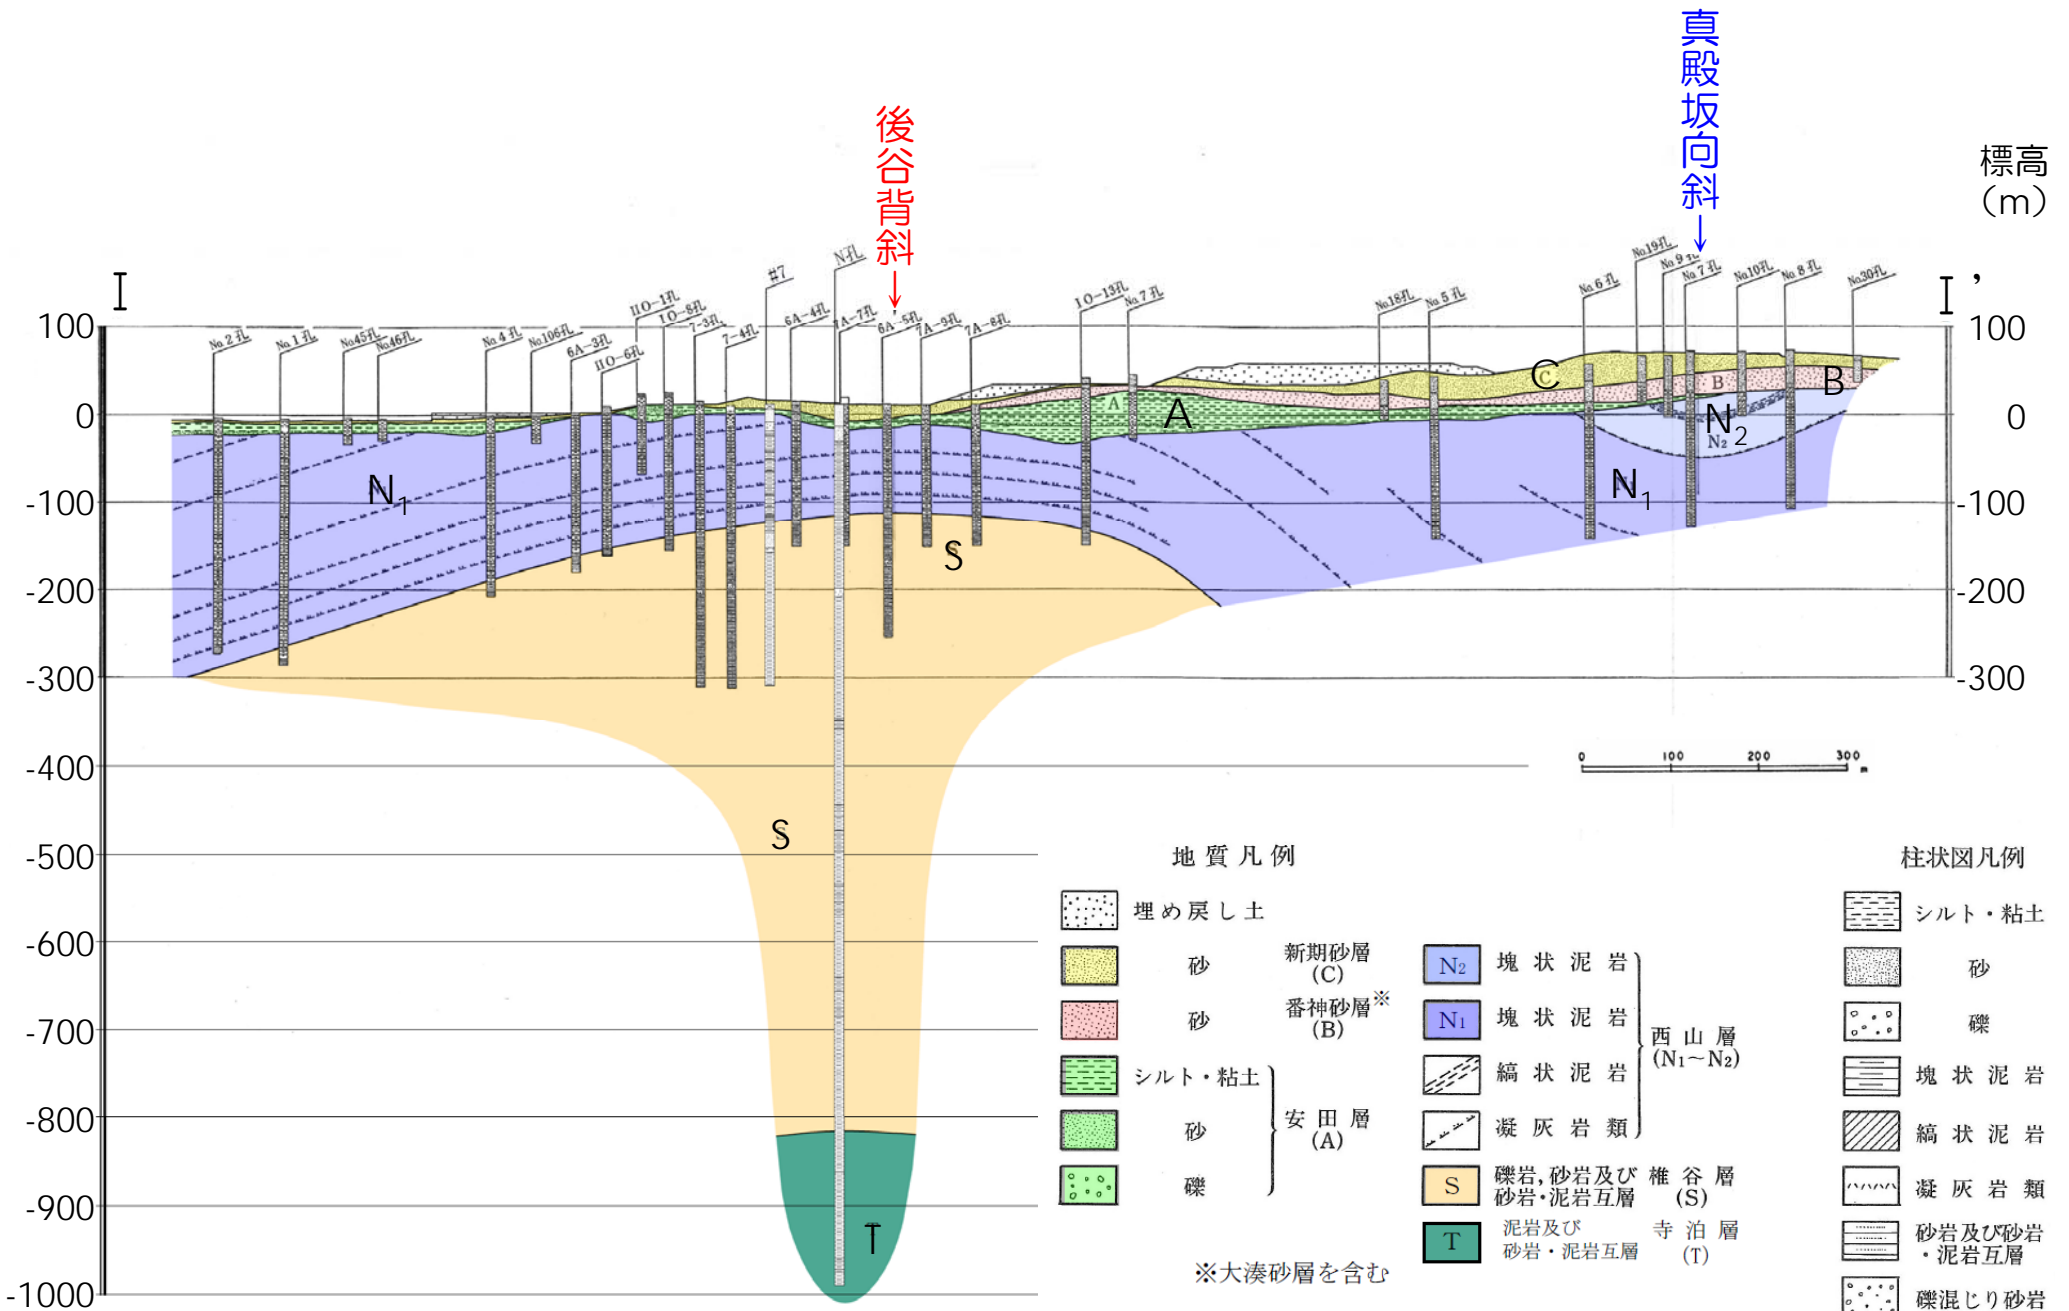 後谷背斜
真殿坂向斜
標高
(m)
I
I'
No.2孔
No.1孔
No.45孔
No.46孔
No.4孔
No.106孔
6A-3孔
IIO-6孔
IIO-1孔
IO-8孔
7-3孔
7-4孔
#7
6A-4孔
N孔
7A-7孔
6A-5孔
7A-9孔
7A-8孔
IO-13孔
No.7孔
No.18孔
No.5孔
No.6孔
No.19孔
No.9孔
No.7孔
No.10孔
No.8孔
No.30孔
100
0
-100
-200
-300
-400
-500
-600
-700
-800
-900
-1000
100
0
-100
-200
-300
A
A
C
C
B
B
N2
N2
N1
N1
S
S
T
0 100 200 300
m
地質凡例
埋め戻し土
砂 新期砂層
(C)
砂 番神砂層※
(B)
シルト・粘土
砂
礫
安田層
(A)
※大湊砂層を含む
N2 塊状泥岩
N1 塊状泥岩
縞状泥岩
凝灰岩類
西山層
(N1~N2)
S 礫岩,砂岩及び 椎谷層
砂岩・泥岩互層 (S)
T 泥岩及び 寺泊層
砂岩・泥岩互層 (T)
柱状図凡例
シルト・粘土
砂
礫
塊状泥岩
縞状泥岩
凝灰岩類
砂岩及び砂岩
・泥岩互層
礫混じり砂岩